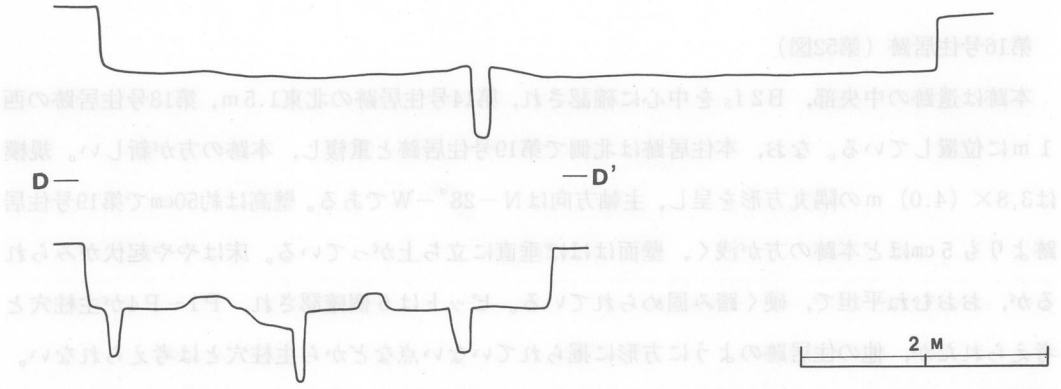 第16号住居跡(第52図)
本跡は遺跡の中央部,B2f₈を中心に確認され,第14号住居跡の北東1.5m,第18号住居跡の西
1mに位置している。なお,本住居跡は北側で第19号住居跡と重複し,本跡の方が新しい。規模
は3.8×(4.0)mの隅丸方形を呈し,主軸方向はN-28°-Wである。壁高は約50cmで第19号住居
D D'
跡よりも5cmほど本跡の方が浅く,壁面はほぼ垂直に立ち上がっている。床はやや起伏がみられ
るが,おおむね平坦で,硬く踏み固められている。ピットは 確認され,P1~P4が主柱穴と
考えられたが,他の住居跡のように方形に掘られていない点などから主柱穴とは考えられない。
2 M